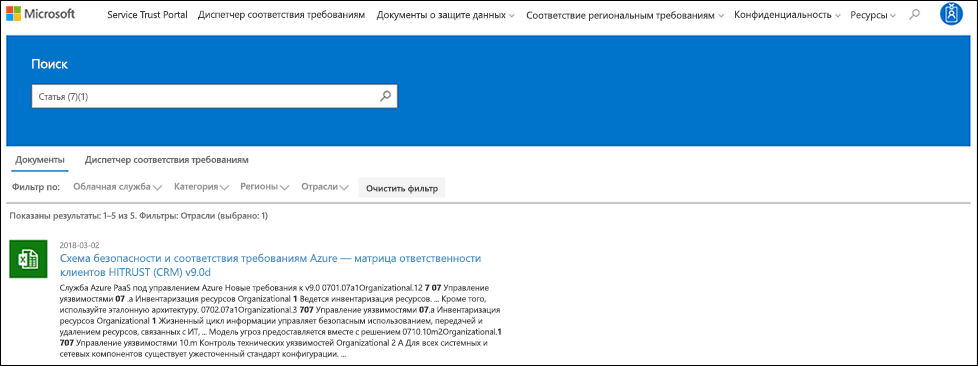 Microsoft Service Trust Portal Диспетчер соответствия требованиям Документы о защите данных Соответствие региональным требованиям Конфиденциальность Ресурсы
Поиск
Статья (7)(1)
Документы Диспетчер соответствия требованиям
Фильтр по: Облачная служба Категория Регионы Отрасли Очистить фильтр
Показаны результаты: 1–5 из 5. Фильтры: Отрасли (выбрано: 1)
2018-03-02
Схема безопасности и соответствия требованиям Azure — матрица ответственности
клиентов HITRUST (CRM) v9.0d
Служба Azure PaaS под управлением Azure Новые требования к v9.0 0701.07a1Organizational.12 7 07 Управление
уязвимостями 07 .a Инвентаризация ресурсов Organizational 1 Ведется инвентаризация ресурсов. ... Кроме того,
используйте эталонную архитектуру. 0702.07a1Organizational.3 707 Управление уязвимостями 07.a Инвентаризация
ресурсов Organizational 1 Жизненный цикл информации управляет безопасным использованием, передачей и
удалением ресурсов, связанных с ИТ, ... Модель угроз предоставляется вместе с решением 0710.10m2Organizational.1
707 Управление уязвимостями 10.m Контроль технических уязвимостей Organizational 2 A Для всех системных и
сетевых компонентов существует ужесточенный стандарт конфигурации. ...